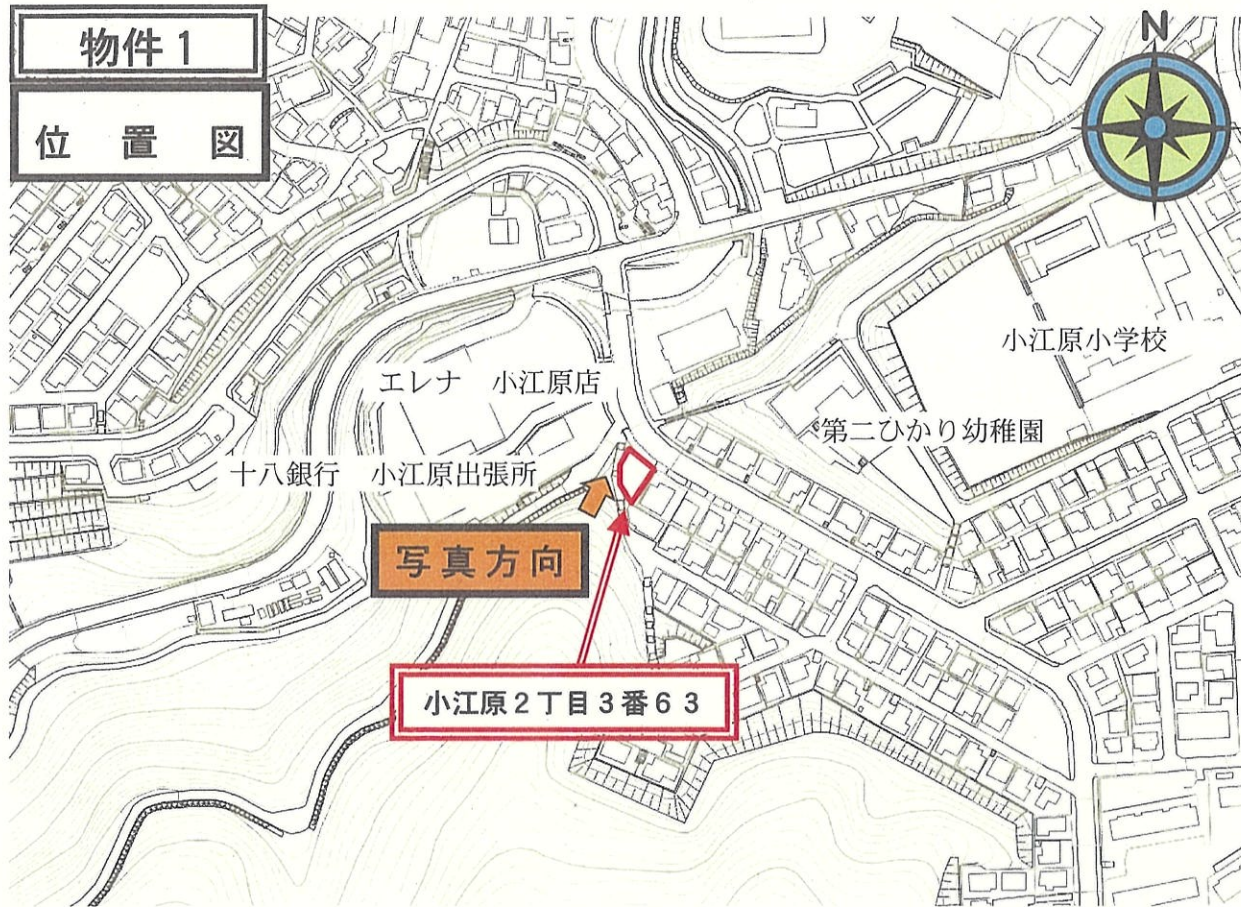 物件1
位 置 図
N
小江原小学校
エレナ 小江原店
第二ひかり幼稚園
十八銀行 小江原出張所
写真方向
小江原2丁目3番63